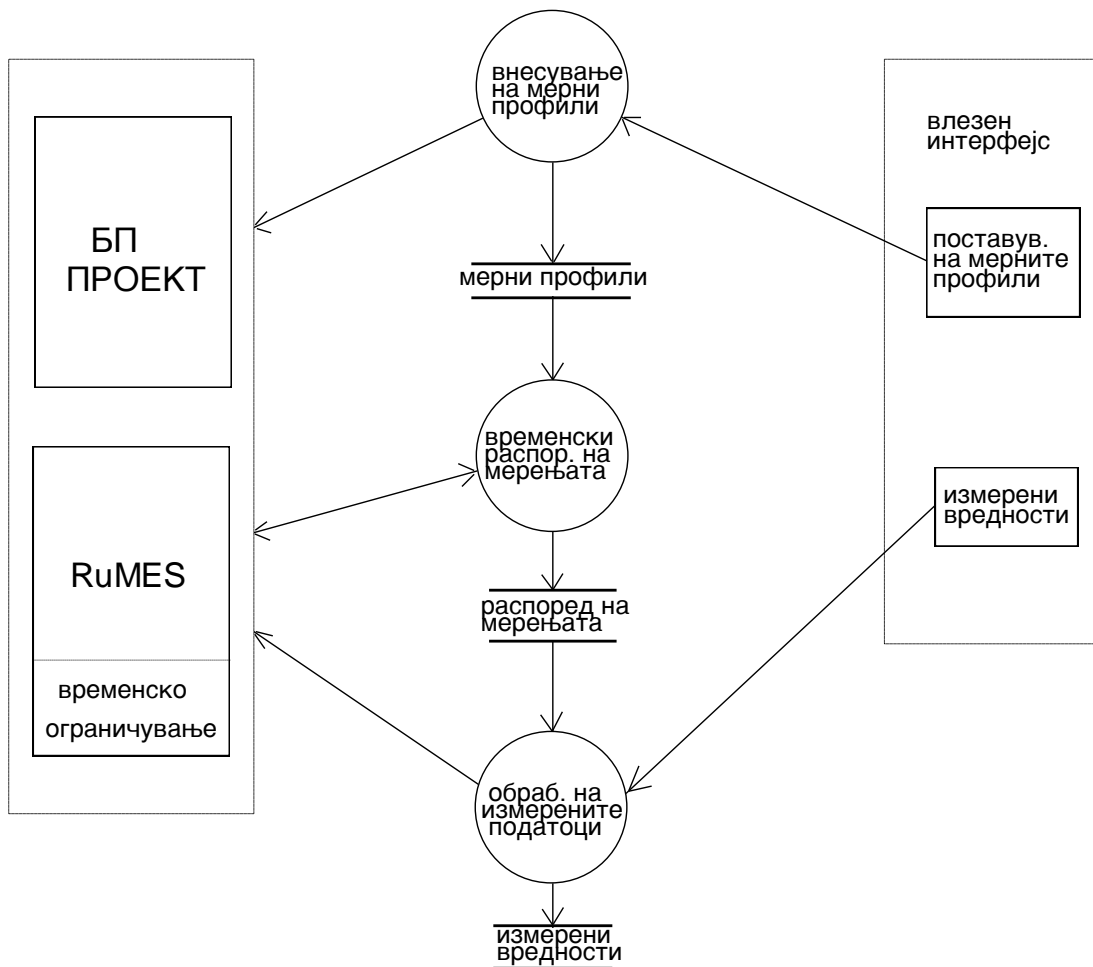 внесување
на мерни
профили
влезен
интерфејс
БП
ПРОЕКТ
поставув.
на мерните
профили
мерни профили
временски
распор. на
мерењата
измерени
вредности
RuMES
распоред на
мерењата
временско
ограничување
обраб. на
измерените
податоци
измерени
вредности